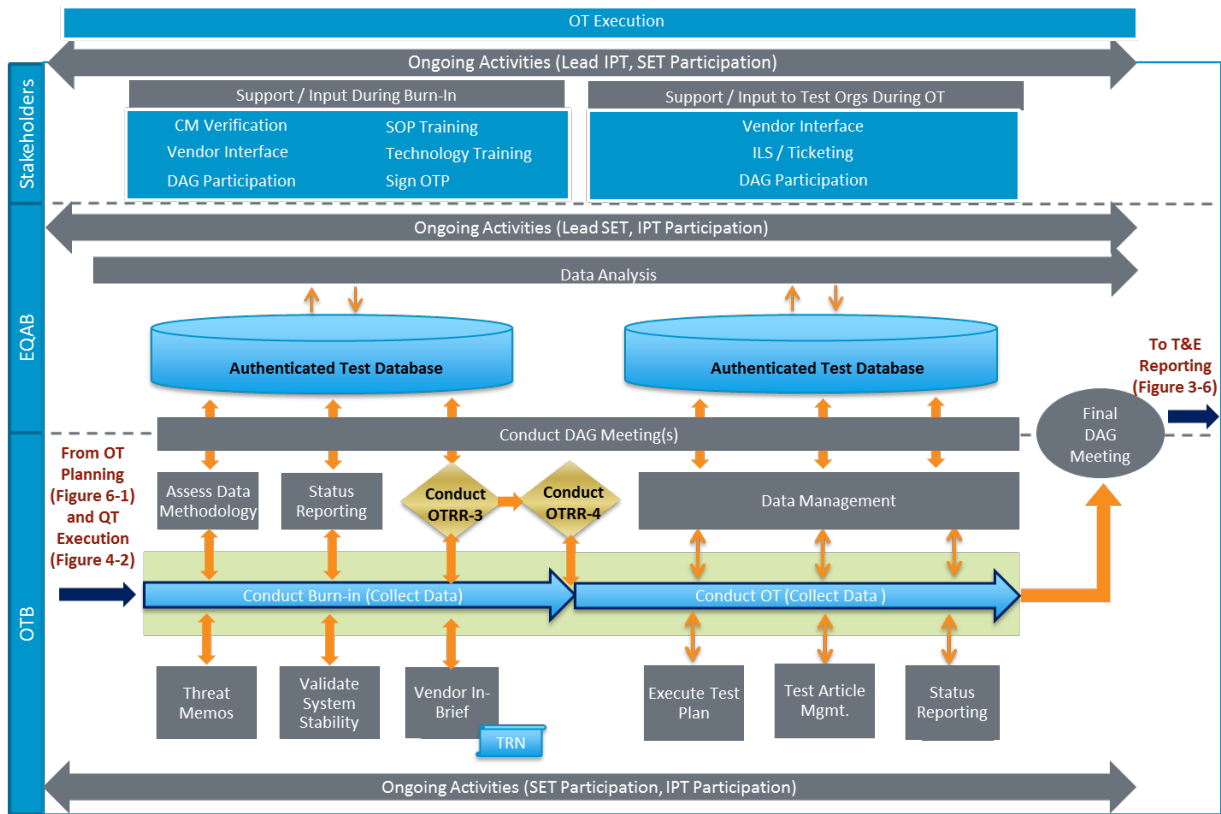 OT Execution
Ongoing Activities (Lead IPT, SET Participation)
Stakeholders
Support / Input During Burn-In
CM Verification
SOP Training
Vendor Interface
Technology Training
DAG Participation
Sign OTP
Support / Input to Test Orgs During OT
Vendor Interface
ILS / Ticketing
DAG Participation
EQAB
Ongoing Activities (Lead SET, IPT Participation)
Data Analysis
Authenticated Test Database
Authenticated Test Database
To T&E
Reporting
(Figure 3-6)
Conduct DAG Meeting(s)
Final
DAG
Meeting
OTB
From OT
Planning
(Figure 6-1)
and QT
Execution
(Figure 4-2)
Assess Data
Methodology
Status
Reporting
Conduct
OTRR-3
Conduct
OTRR-4
Data Management
Conduct Burn-in (Collect Data)
Conduct OT (Collect Data )
Threat
Memos
Validate
System
Stability
Vendor In-
Brief
TRN
Execute Test
Plan
Test Article
Mgmt.
Status
Reporting
Ongoing Activities (SET Participation, IPT Participation)